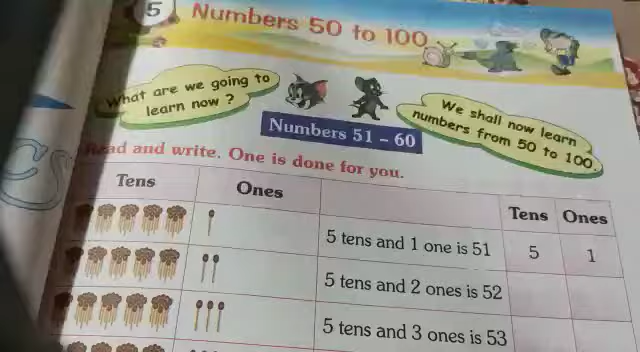 5
Numbers 50 to 100
What are we going to
learn now ?
We shall now learn
numbers from 50 to 100.
Numbers 51 – 60
Read and write. One is done for you.
Tens Ones Tens Ones
5 tens and 1 one is 51 5 1
5 tens and 2 ones is 52
5 tens and 3 ones is 53